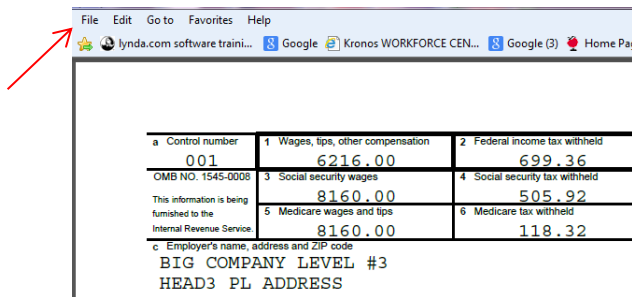 File Edit Go to Favorites Help
lynda.com software traini... Google Kronos WORKFORCE CEN... Google (3) Home Pa
a Control number 1 Wages, tips, other compensation 2 Federal income tax withheld
001 6216.00 699.36
OMB NO. 1545-0008 3 Social security wages 4 Social security tax withheld
8160.00 505.92
This information is being
furnished to the 5 Medicare wages and tips 6 Medicare tax withheld
Internal Revenue Service. 8160.00 118.32
c Employer's name, address and ZIP code
BIG COMPANY LEVEL #3
HEAD3 PL ADDRESS